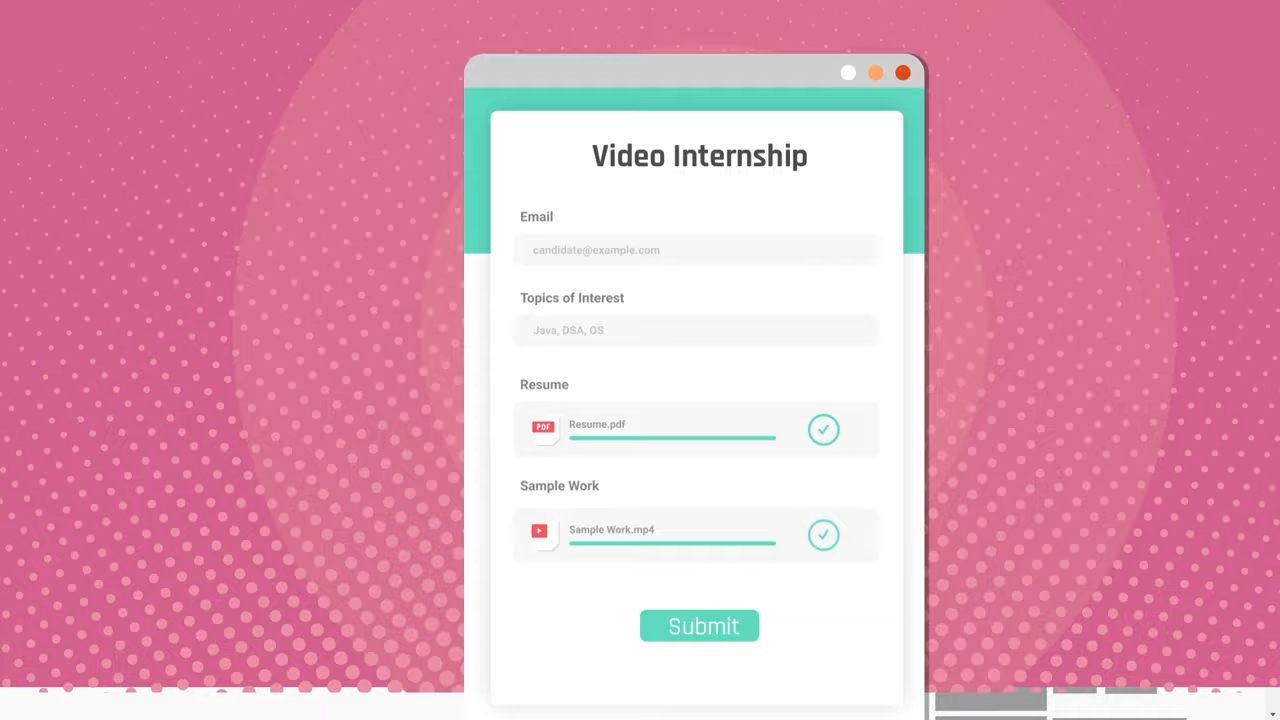 Video Internship
Email
candidate@example.com
Topics of Interest
Java, DSA, OS
Resume
PDF
Resume.pdf
Sample Work
Sample Work.mp4
Submit